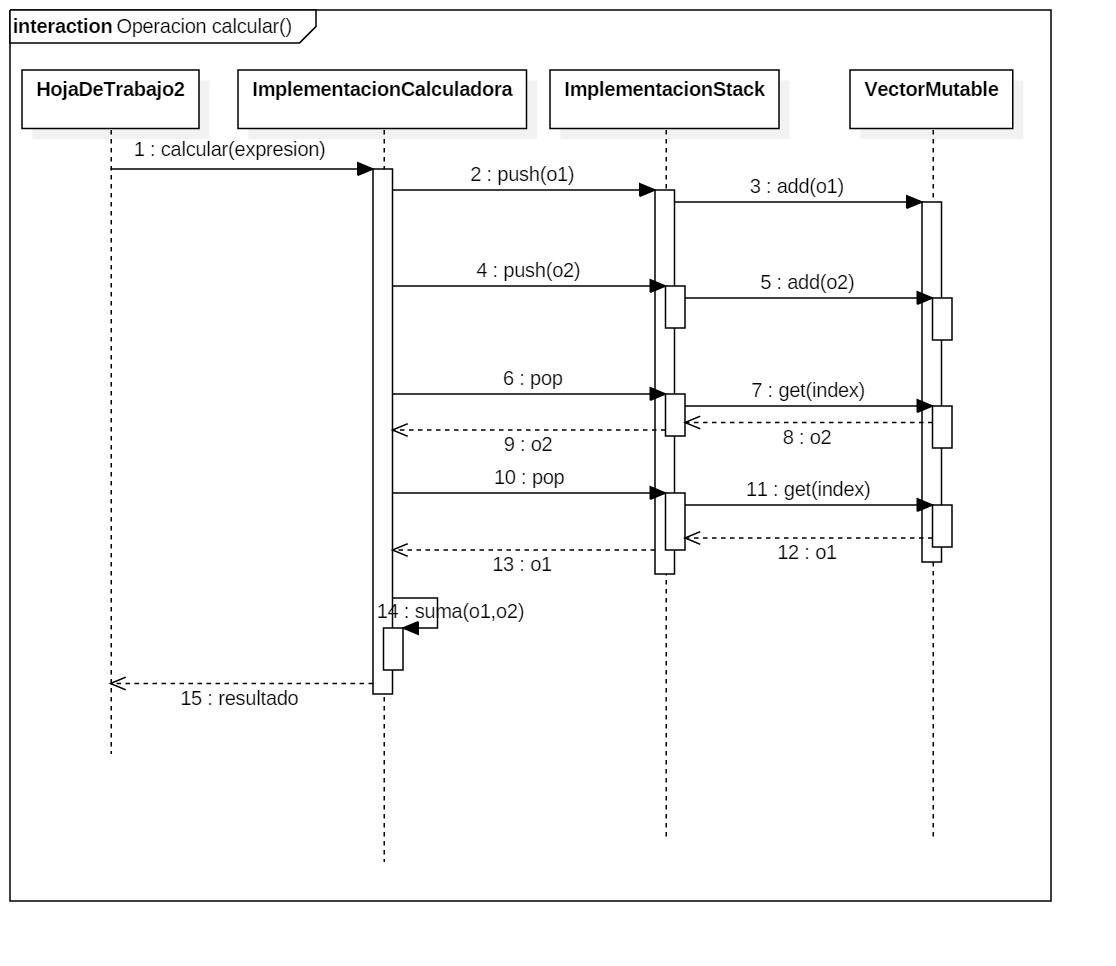 interaction Operacion calcular()
HojaDeTrabajo2
ImplementacionCalculadora
ImplementacionStack
VectorMutable
1 : calcular(expresion)
2 : push(o1)
3 : add(o1)
4 : push(o2)
5 : add(o2)
6 : pop
7 : get(index)
8 : o2
9 : o2
10 : pop
11 : get(index)
12 : o1
13 : o1
14 : suma(o1,o2)
15 : resultado